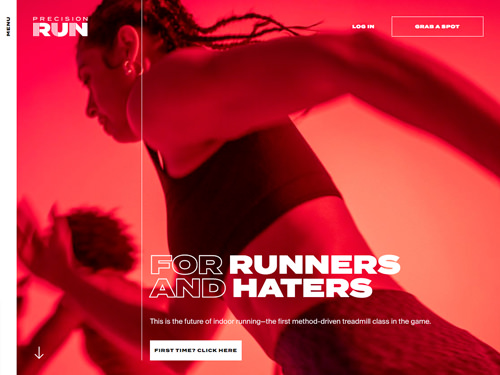 MENU
PRECISION
RUN
LOG IN
GRAB A SPOT
FOR RUNNERS
AND HATERS
This is the future of indoor running—the first method-driven treadmill class in the game.
FIRST TIME? CLICK HERE